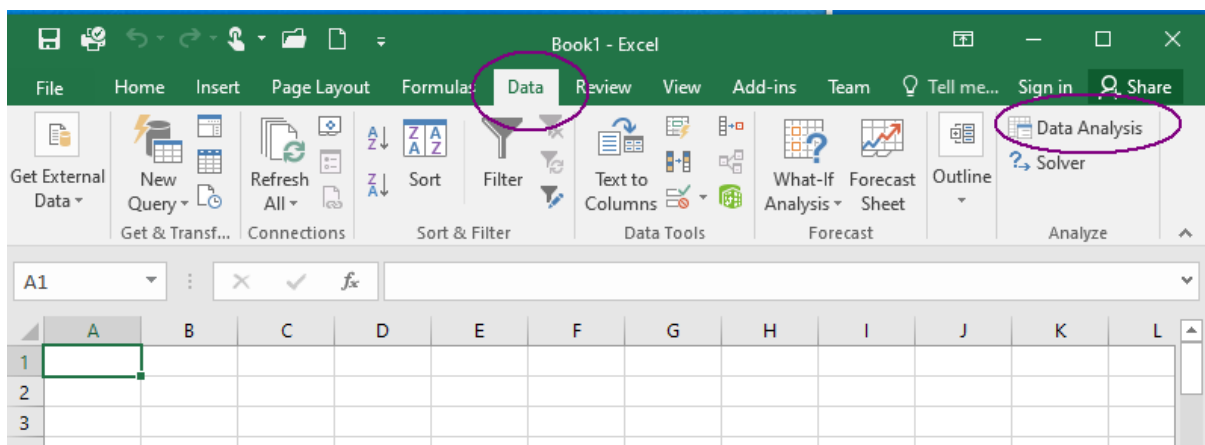 Book1 - Excel
File Home Insert Page Layout Formulas Data Review View Add-ins Team Tell me... Sign in Share
Get External Data
New Query
Refresh All
A Z
Z A
Z A A Z
Sort
Filter
Text to Columns
What-If Analysis
Forecast Sheet
Outline
Data Analysis
Solver
Get & Transf... Connections Sort & Filter Data Tools Forecast Analyze
A1 fx
A B C D E F G H I J K L
1
2
3